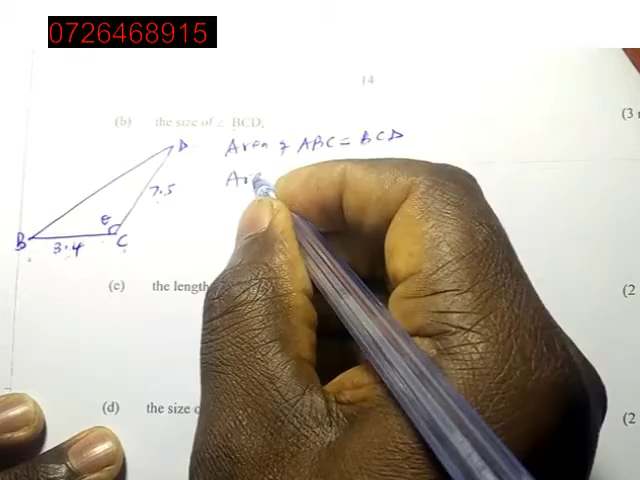 0726468915
14
(b) the size of ∠ BCD;
(3
D
Area of ABC = BCD
7.5
Are
θ
B 3.4 C
(c) the length
(2
(d) the size o
(2